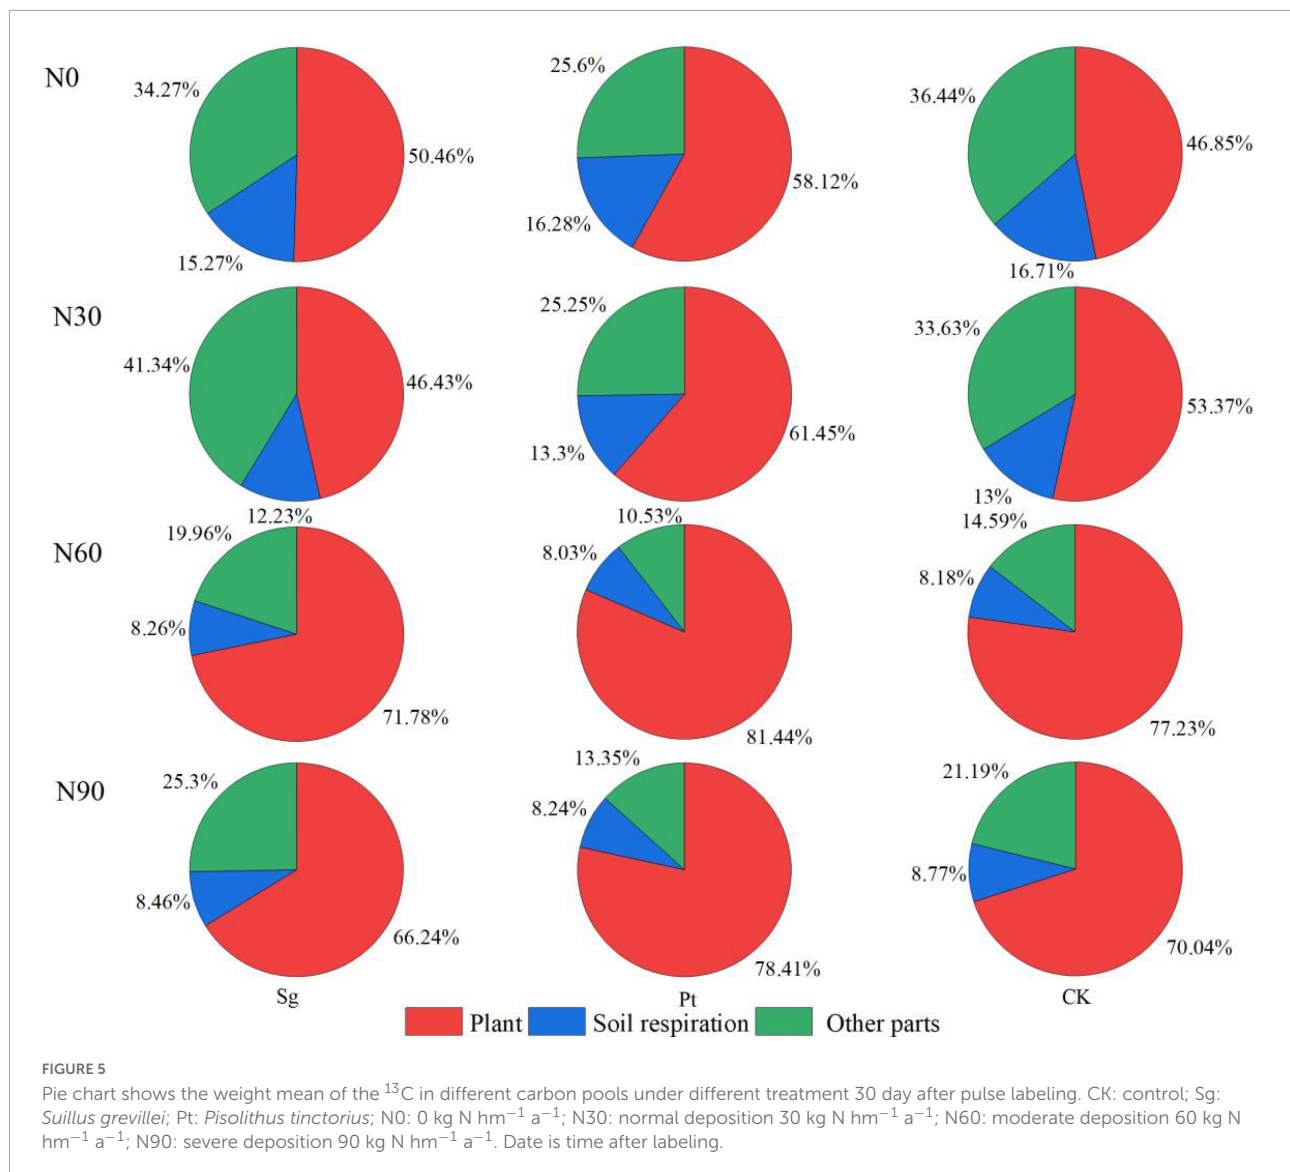 N0
34.27%
50.46%
15.27%
25.6%
58.12%
16.28%
36.44%
46.85%
16.71%
N30
41.34%
46.43%
12.23%
25.25%
61.45%
13.3%
33.63%
53.37%
13%
N60
19.96%
8.26%
71.78%
10.53%
8.03%
81.44%
14.59%
8.18%
77.23%
N90
25.3%
8.46%
66.24%
13.35%
8.24%
78.41%
21.19%
8.77%
70.04%
Sg
Pt
CK
Plant
Soil respiration
Other parts
FIGURE 5
Pie chart shows the weight mean of the ¹³C in different carbon pools under different treatment 30 day after pulse labeling. CK: control; Sg:
Suillus grevillei; Pt: Pisolithus tinctorius; N0: 0 kg N hm⁻¹ a⁻¹; N30: normal deposition 30 kg N hm⁻¹ a⁻¹; N60: moderate deposition 60 kg N
hm⁻¹ a⁻¹; N90: severe deposition 90 kg N hm⁻¹ a⁻¹. Date is time after labeling.